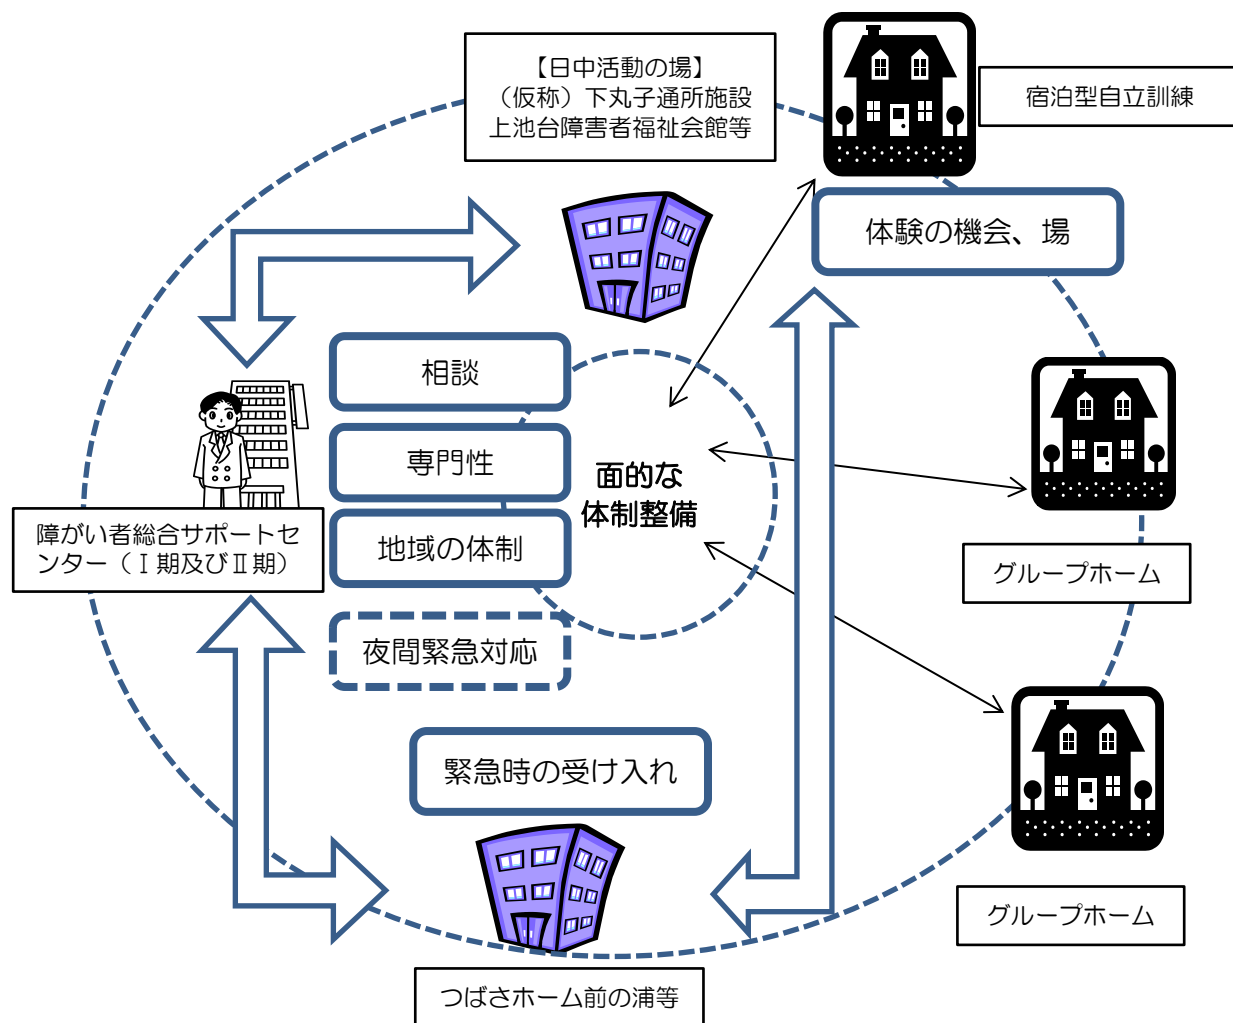 【日中活動の場】
（仮称）下丸子通所施設
上池台障害者福祉会館等
宿泊型自立訓練
体験の機会、場
相談
専門性
面的な
体制整備
地域の体制
障がい者総合サポートセ
ンター（Ⅰ期及びⅡ期）
グループホーム
夜間緊急対応
緊急時の受け入れ
グループホーム
つばさホーム前の浦等